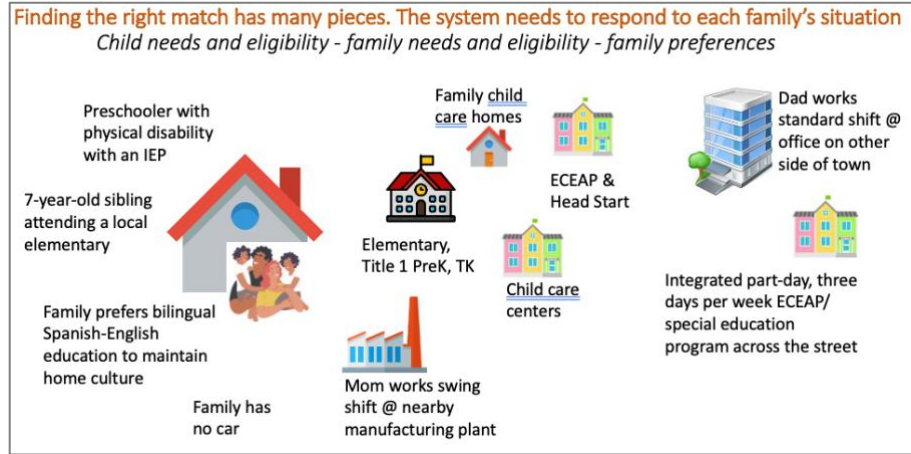 Finding the right match has many pieces. The system needs to respond to each family's situation
Child needs and eligibility - family needs and eligibility - family preferences
Preschooler with
physical disability
with an IEP
7-year-old sibling
attending a local
elementary
Family prefers bilingual
Spanish-English
education to maintain
home culture
Family has
no car
Family child
care homes
ECEAP &
Head Start
Elementary,
Title 1 PreK, TK
Child care
centers
Mom works swing
shift @ nearby
manufacturing plant
Dad works
standard shift @
office on other
side of town
Integrated part-day, three
days per week ECEAP/
special education
program across the street